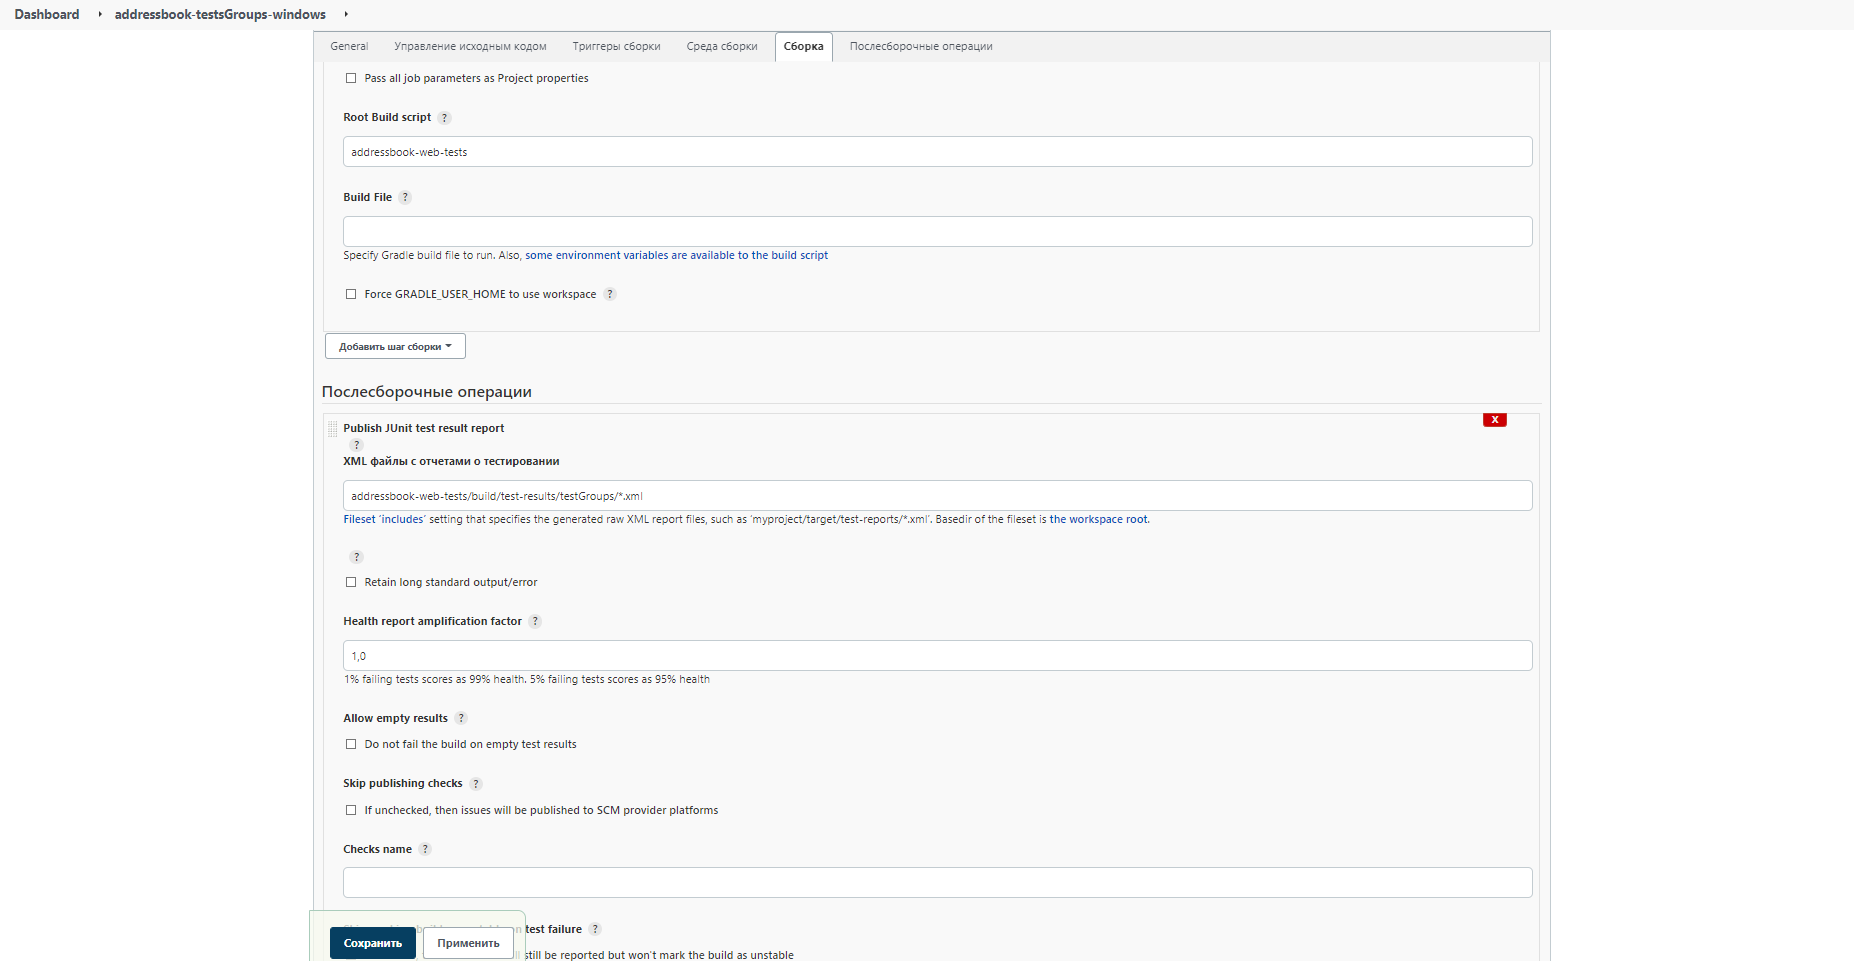 Dashboard addressbook-testsGroups-windows
General Управление исходным кодом Триггеры сборки Среда сборки Сборка Послесборочные операции
Pass all job parameters as Project properties
Root Build script ?
addressbook-web-tests
Build File ?
Specify Gradle build file to run. Also, some environment variables are available to the build script
Force GRADLE_USER_HOME to use workspace ?
Добавить шаг сборки
Послесборочные операции
X
Publish JUnit test result report
?
XML файлы с отчетами о тестировании
addressbook-web-tests/build/test-results/testGroups/*.xml
Fileset 'includes' setting that specifies the generated raw XML report files, such as 'myproject/target/test-reports/*.xml'. Basedir of the fileset is the workspace root.
?
Retain long standard output/error
Health report amplification factor ?
1,0
1% failing tests scores as 99% health. 5% failing tests scores as 95% health
Allow empty results ?
Do not fail the build on empty test results
Skip publishing checks ?
If unchecked, then issues will be published to SCM provider platforms
Checks name ?
test failure ?
Сохранить Применить
still be reported but won't mark the build as unstable